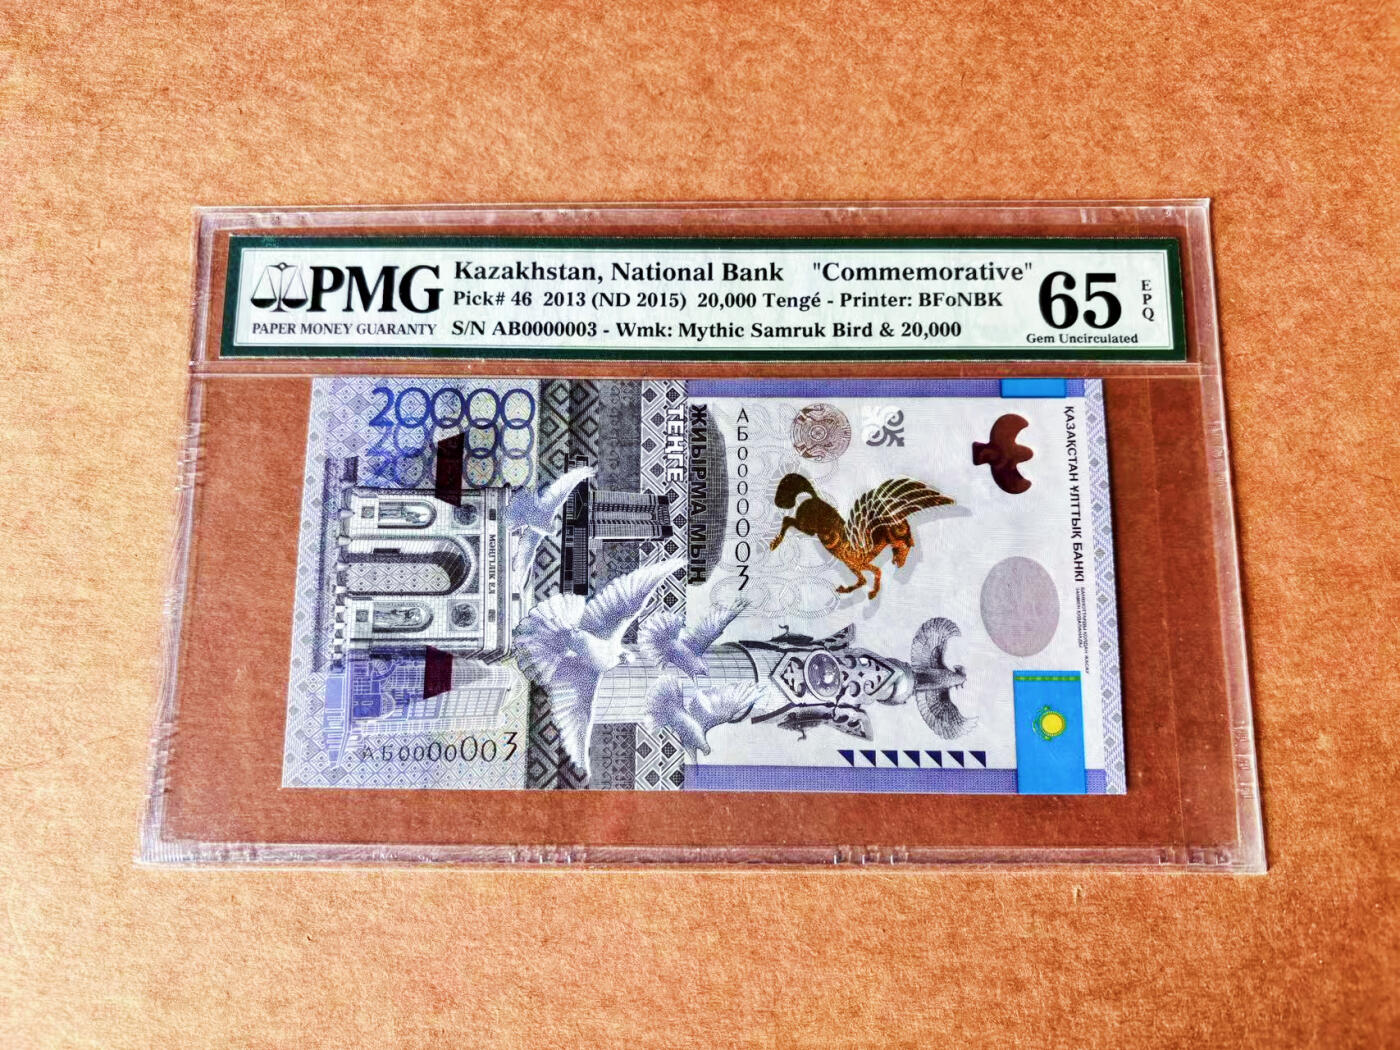 PMG
PAPER MONEY GUARANTY
Kazakhstan, National Bank "Commemorative"
Pick# 46 2013 (ND 2015) 20,000 Tengé - Printer: BFoNBK
S/N AB0000003 - Wmk: Mythic Samruk Bird & 20,000
65
EPQ
Gem Uncirculated
20000
ТЕҢГЕ
ЖИЫРМА МЫҢ
АБ0000003
ҚАЗАҚСТАН ҰЛТТЫҚ БАНКІ
МӘҢГІЛІК ЕЛ
АБ0000003